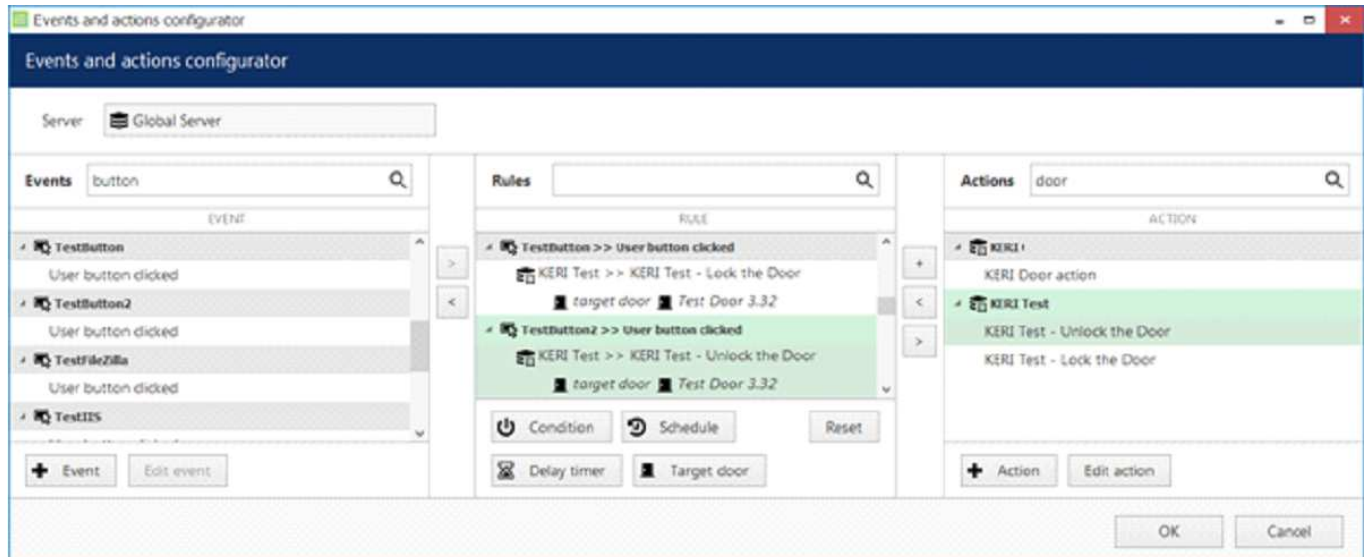 Events and actions configurator
Events and actions configurator
Server Global Server
Events button
EVENT
TestButton
User button clicked
TestButton2
User button clicked
TestFileZilla
User button clicked
TestIIS
Event
Edit event
>
<
Rules
RULE
TestButton >> User button clicked
KERI Test >> KERI Test - Lock the Door
target door Test Door 3.32
TestButton2 >> User button clicked
KERI Test >> KERI Test - Unlock the Door
target door Test Door 3.32
Condition Schedule Reset
Delay timer Target door
+
<
>
Actions door
ACTION
KERI
KERI Door action
KERI Test
KERI Test - Unlock the Door
KERI Test - Lock the Door
Action Edit action
OK Cancel